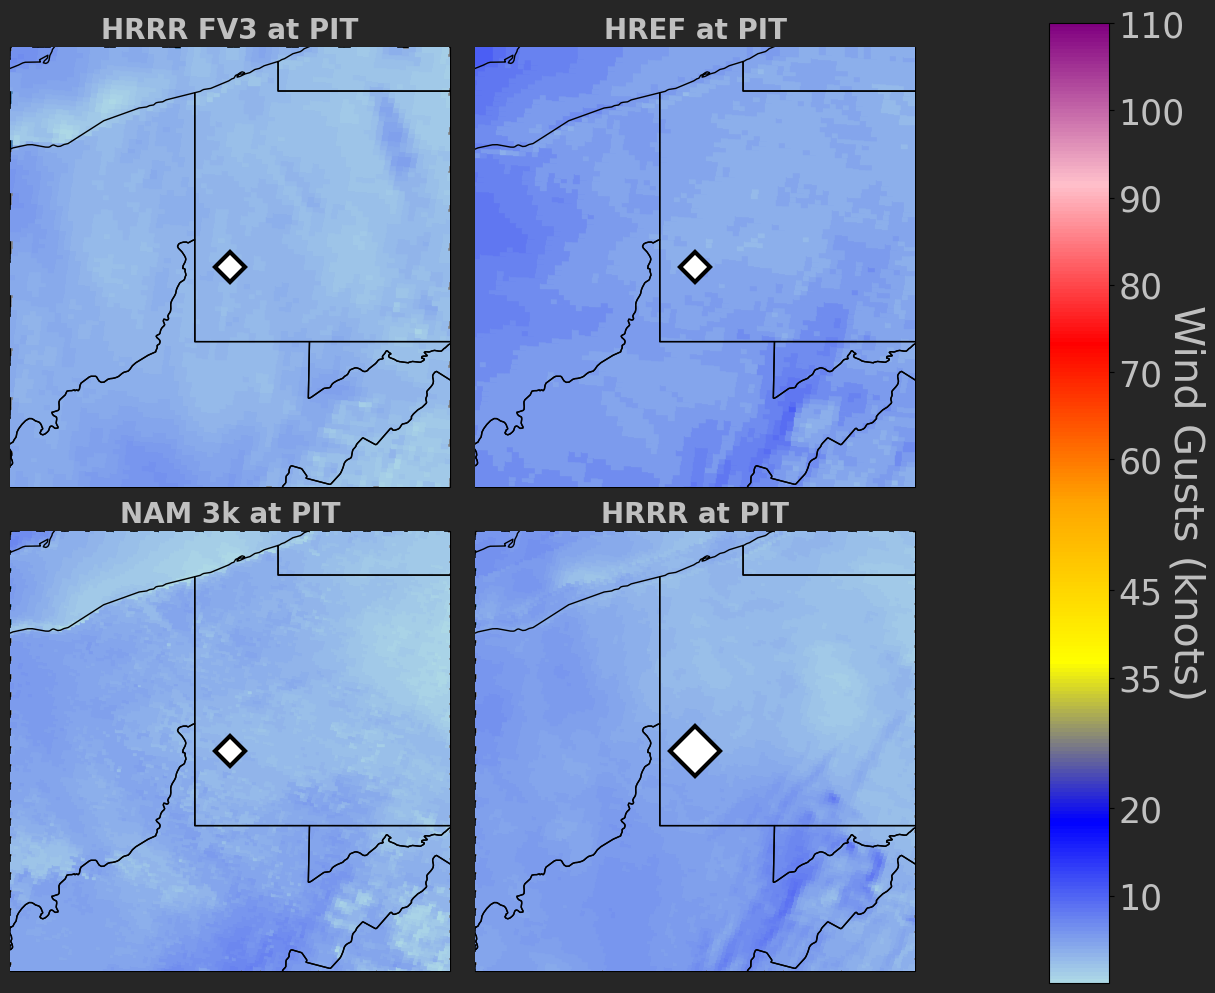 HRRR FV3 at PIT
HREF at PIT
NAM 3k at PIT
HRRR at PIT
110
100
90
80
70
60
45
35
20
10
Wind Gusts (knots)